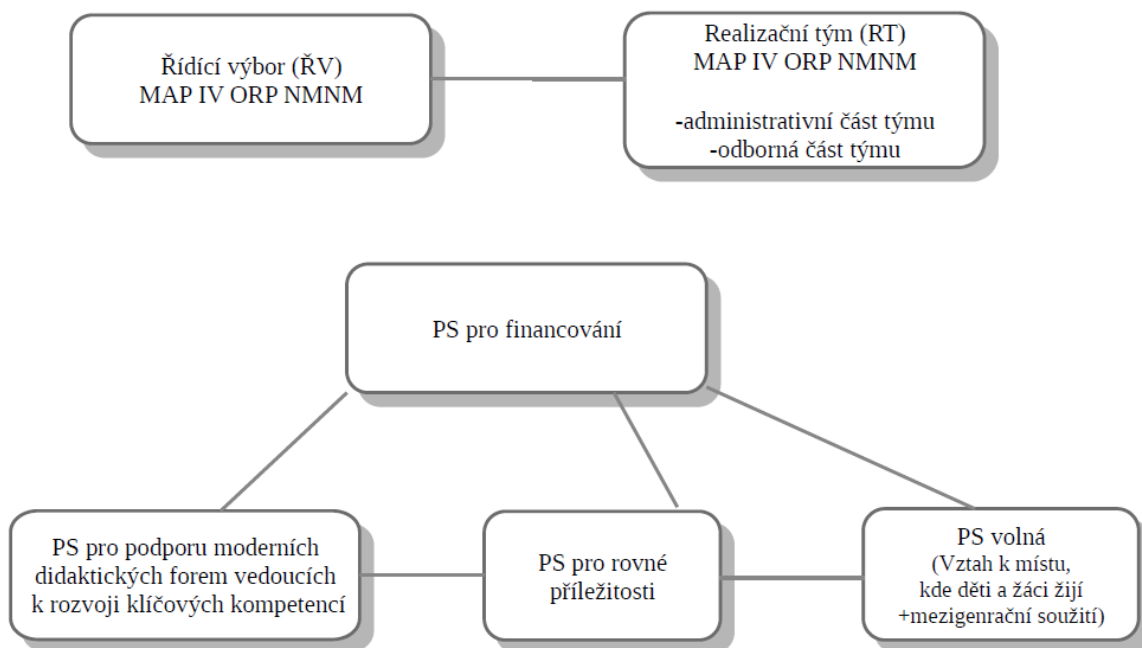 Řídící výbor (ŘV)
MAP IV ORP NMNM
Realizační tým (RT)
MAP IV ORP NMNM
-administrativní část týmu
-odborná část týmu
PS pro financování
PS pro podporu moderních
didaktických forem vedoucích
k rozvoji klíčových kompetencí
PS pro rovné
příležitosti
PS volná
(Vztah k místu,
kde děti a žáci žijí
+mezigenrační soužití)